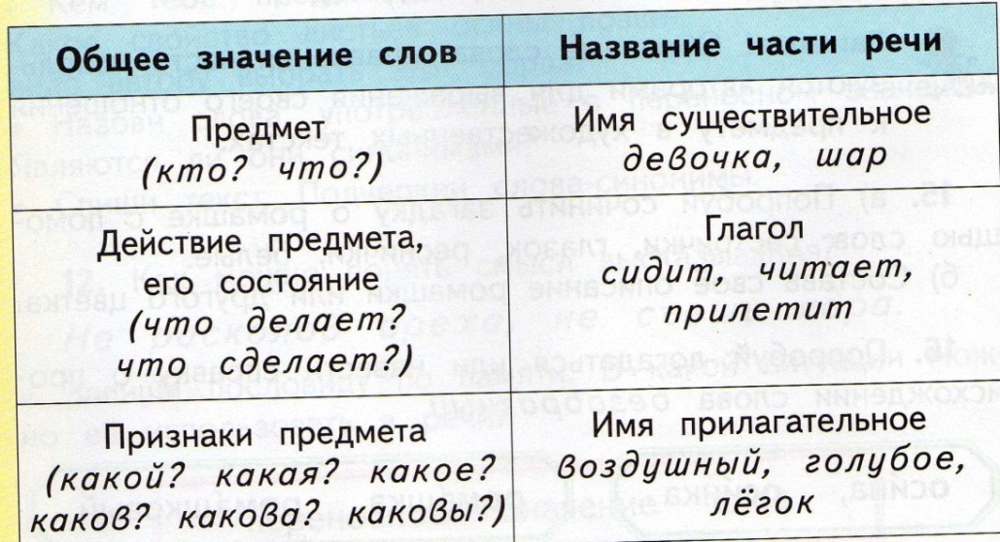 Общее значение слов
Название части речи
Предмет
(кто? что?)
Имя существительное
девочка, шар
Действие предмета,
его состояние
(что делает?
что сделает?)
Глагол
сидит, читает,
прилетит
Признаки предмета
(какой? какая? какое?
каков? какова? каковы?)
Имя прилагательное
воздушный, голубое,
лёгок